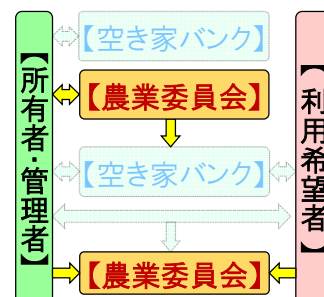 【所有者・管理者】
【空き家バンク】
【農業委員会】
【空き家バンク】
【農業委員会】
【利用希望者】